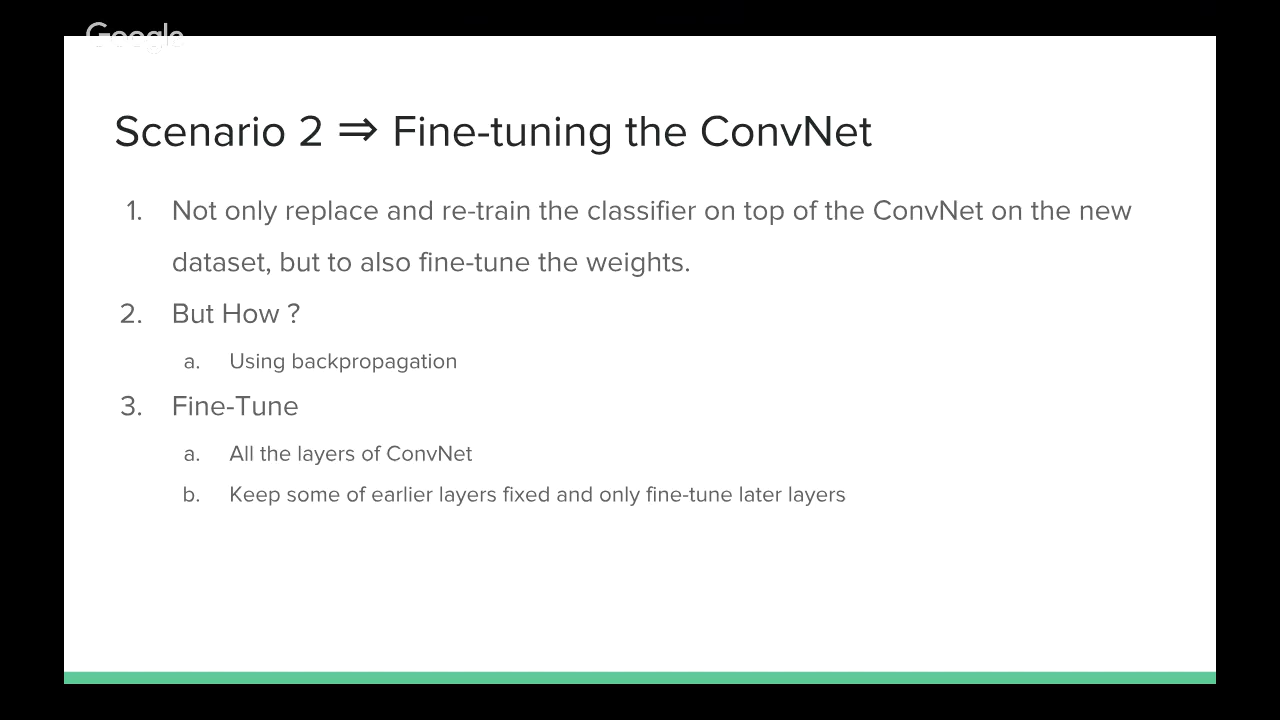 Google
Scenario 2 ⇒ Fine-tuning the ConvNet
1. Not only replace and re-train the classifier on top of the ConvNet on the new
dataset, but to also fine-tune the weights.
2. But How ?
a. Using backpropagation
3. Fine-Tune
a. All the layers of ConvNet
b. Keep some of earlier layers fixed and only fine-tune later layers